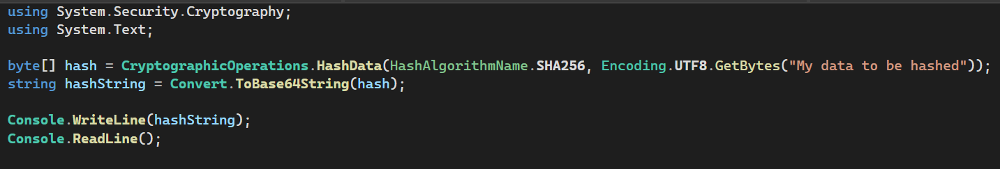 using System.Security.Cryptography;
using System.Text;
byte[] hash = CryptographicOperations.HashData(HashAlgorithmName.SHA256, Encoding.UTF8.GetBytes("My data to be hashed"));
string hashString = Convert.ToBase64String(hash);
Console.WriteLine(hashString);
Console.ReadLine();